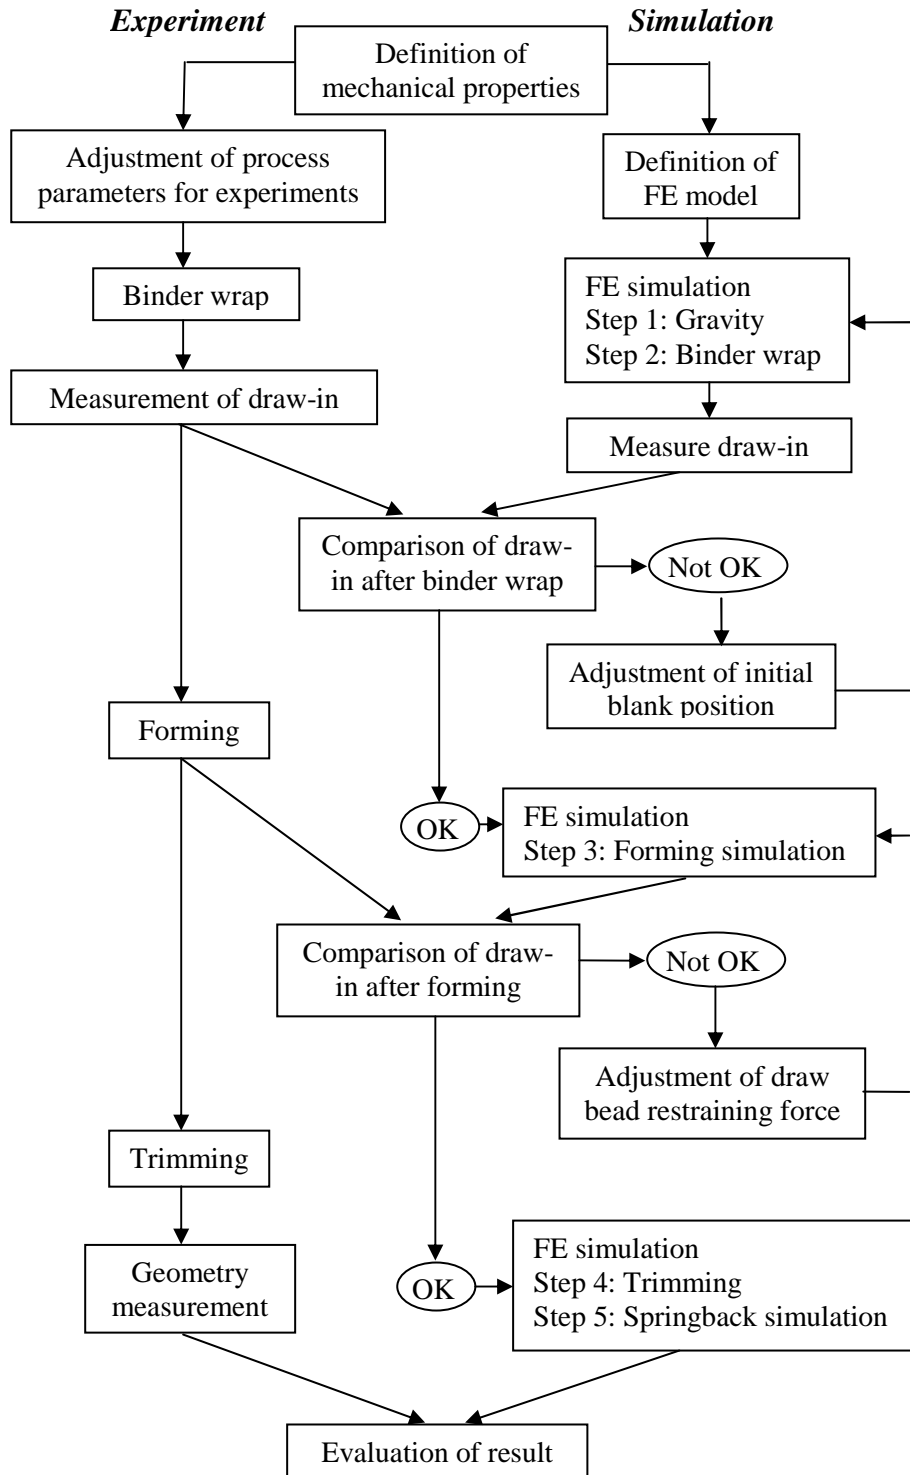 Experiment
Simulation
Definition of
mechanical properties
Adjustment of process
parameters for experiments
Definition of
FE model
Binder wrap
FE simulation
Step 1: Gravity
Step 2: Binder wrap
Measurement of draw-in
Measure draw-in
Comparison of draw-
in after binder wrap
Not OK
Adjustment of initial
blank position
Forming
OK
FE simulation
Step 3: Forming simulation
Comparison of draw-
in after forming
Not OK
Adjustment of draw
bead restraining force
Trimming
Geometry
measurement
OK
FE simulation
Step 4: Trimming
Step 5: Springback simulation
Evaluation of result